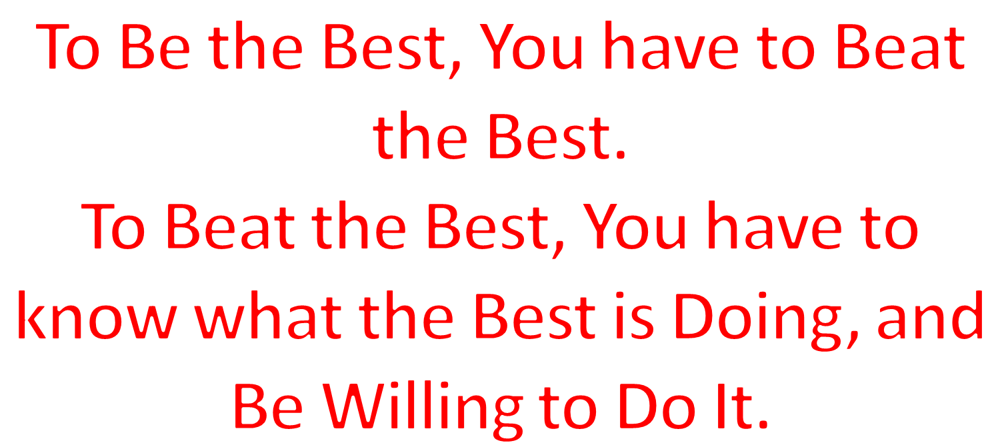 To Be the Best, You have to Beat
the Best.
To Beat the Best, You have to
know what the Best is Doing, and
Be Willing to Do It.